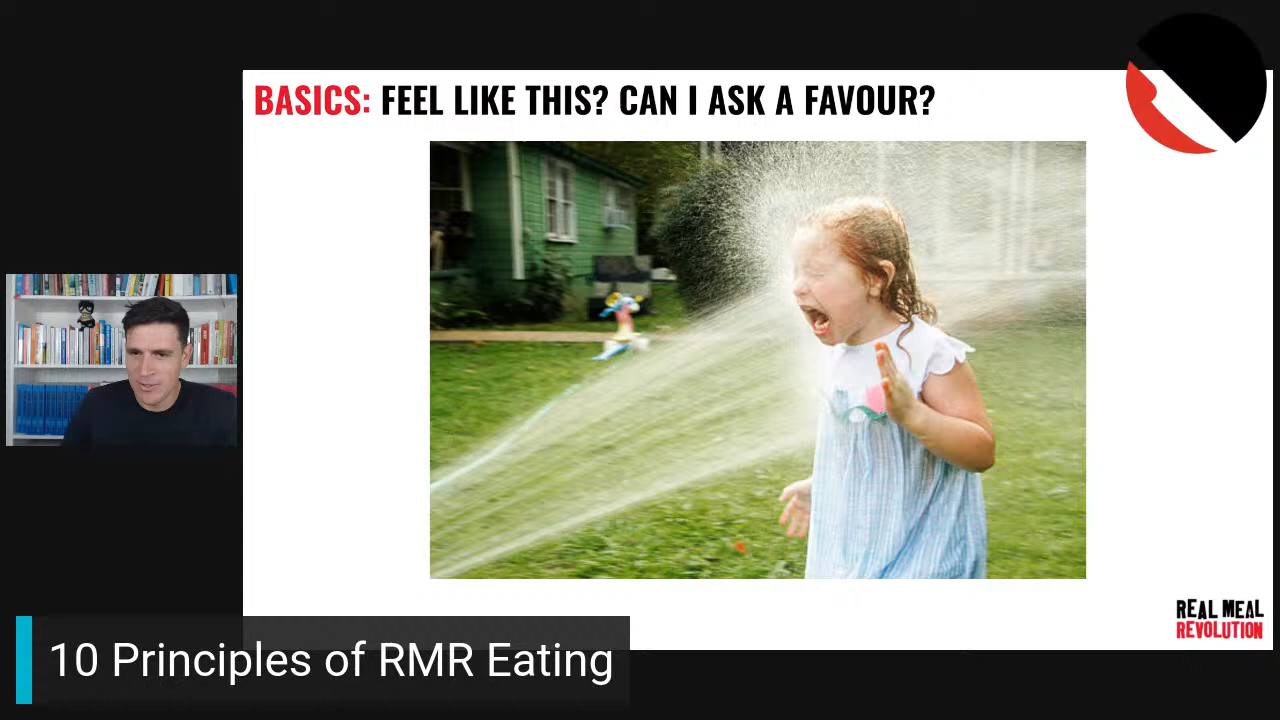 BASICS: FEEL LIKE THIS? CAN I ASK A FAVOUR?
REAL MEAL
REVOLUTION
10 Principles of RMR Eating